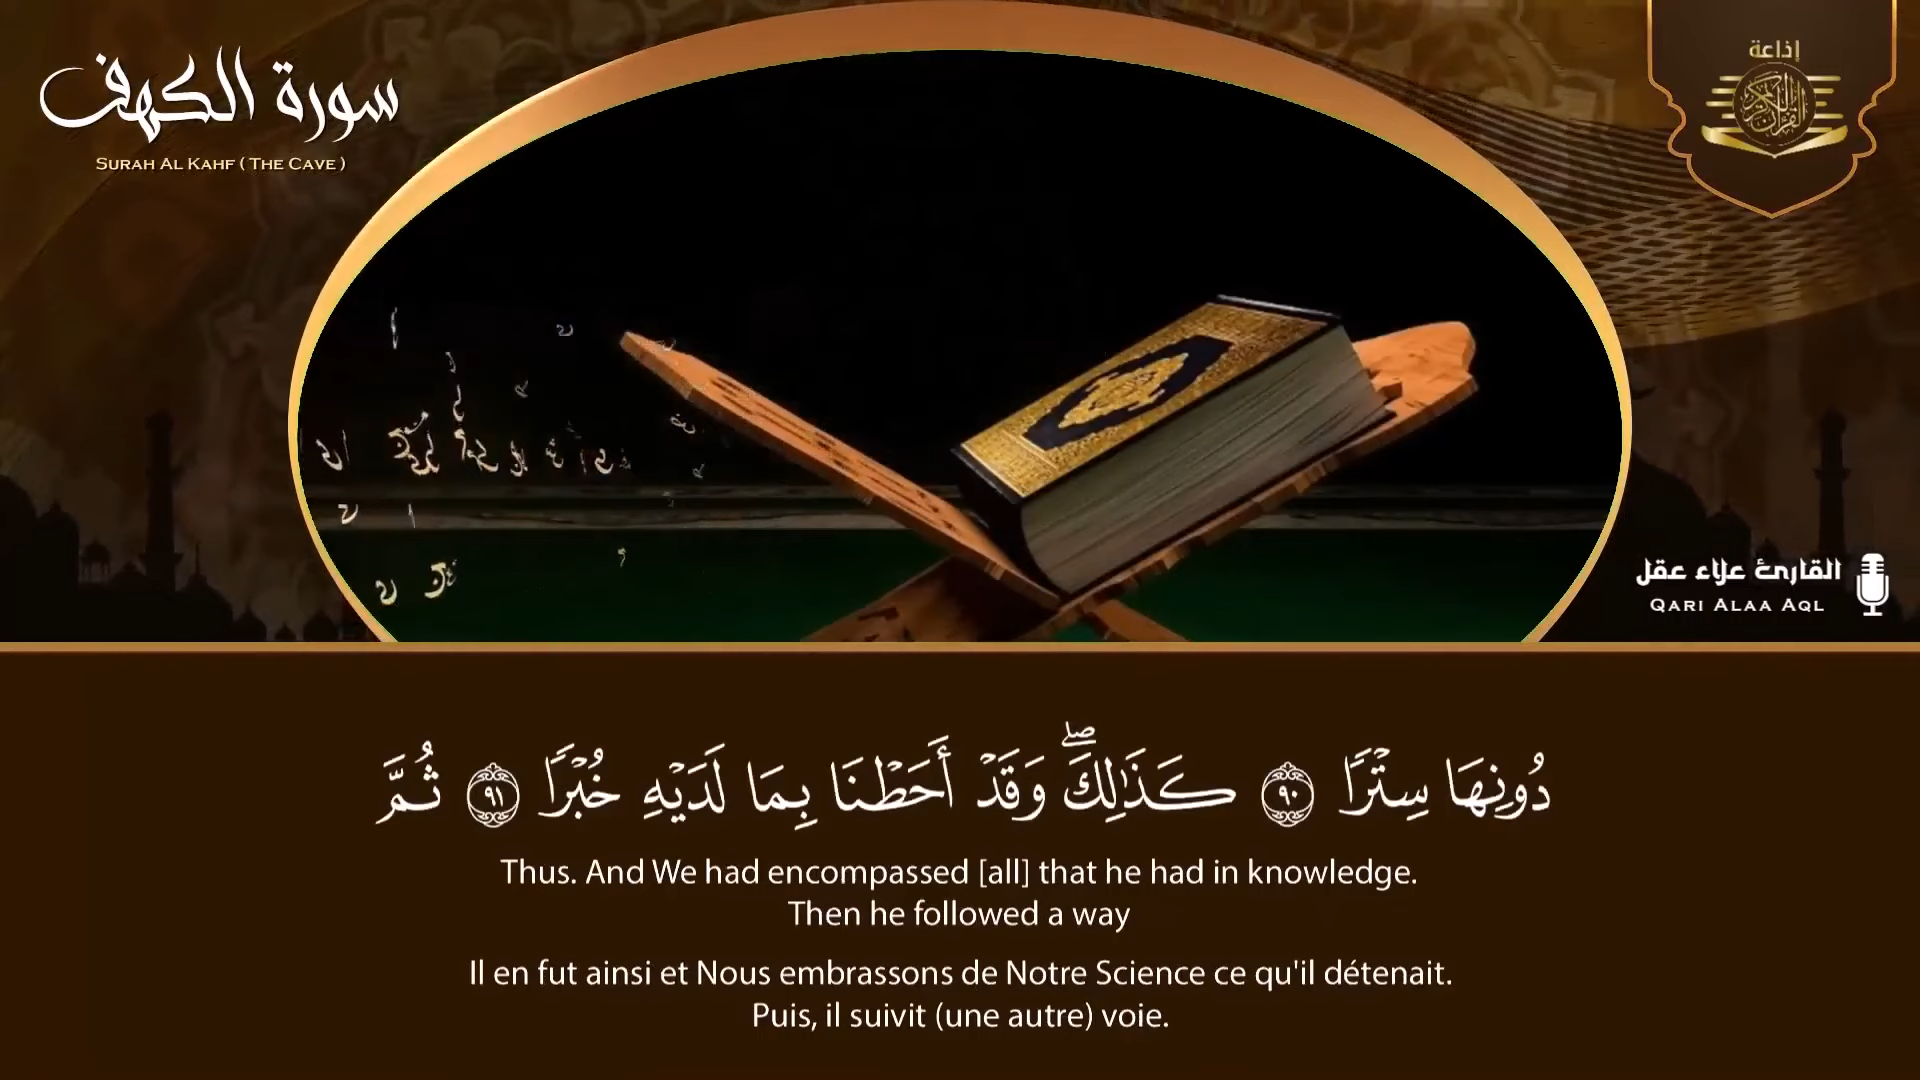 سورة الكهف
SURAH AL KAHF ( THE CAVE )
إذاعة
القرآن الكريم
القارئ علاء عقل
QARI ALAA AQL
دُونِهَا سِتْرًا ٩٠ كَذَٰلِكَۖ وَقَدْ أَحَطْنَا بِمَا لَدَيْهِ خُبْرًا ٩١ ثُمَّ
Thus. And We had encompassed [all] that he had in knowledge.
Then he followed a way
Il en fut ainsi et Nous embrassons de Notre Science ce qu'il détenait.
Puis, il suivit (une autre) voie.